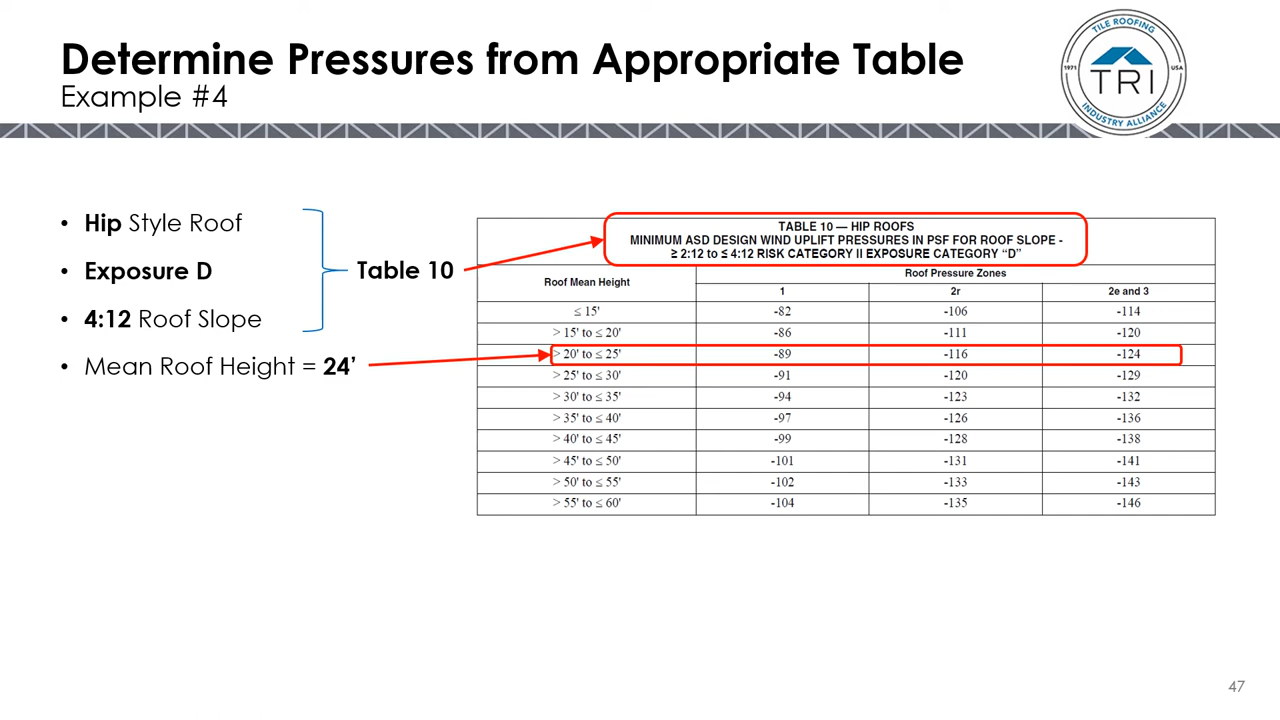 Determine Pressures from Appropriate Table
Example #4
TILE ROOFING
1971 USA
TRI
INDUSTRY ALLIANCE
• Hip Style Roof
• Exposure D
• 4:12 Roof Slope
• Mean Roof Height = 24’
Table 10
TABLE 10 — HIP ROOFS
MINIMUM ASD DESIGN WIND UPLIFT PRESSURES IN PSF FOR ROOF SLOPE -
≥ 2:12 to ≤ 4:12 RISK CATEGORY II EXPOSURE CATEGORY “D”
Roof Mean Height Roof Pressure Zones
1 2r 2e and 3
≤ 15' -82 -106 -114
> 15' to ≤ 20' -86 -111 -120
> 20' to ≤ 25' -89 -116 -124
> 25' to ≤ 30' -91 -120 -129
> 30' to ≤ 35' -94 -123 -132
> 35' to ≤ 40' -97 -126 -136
> 40' to ≤ 45' -99 -128 -138
> 45' to ≤ 50' -101 -131 -141
> 50' to ≤ 55' -102 -133 -143
> 55' to ≤ 60' -104 -135 -146
47